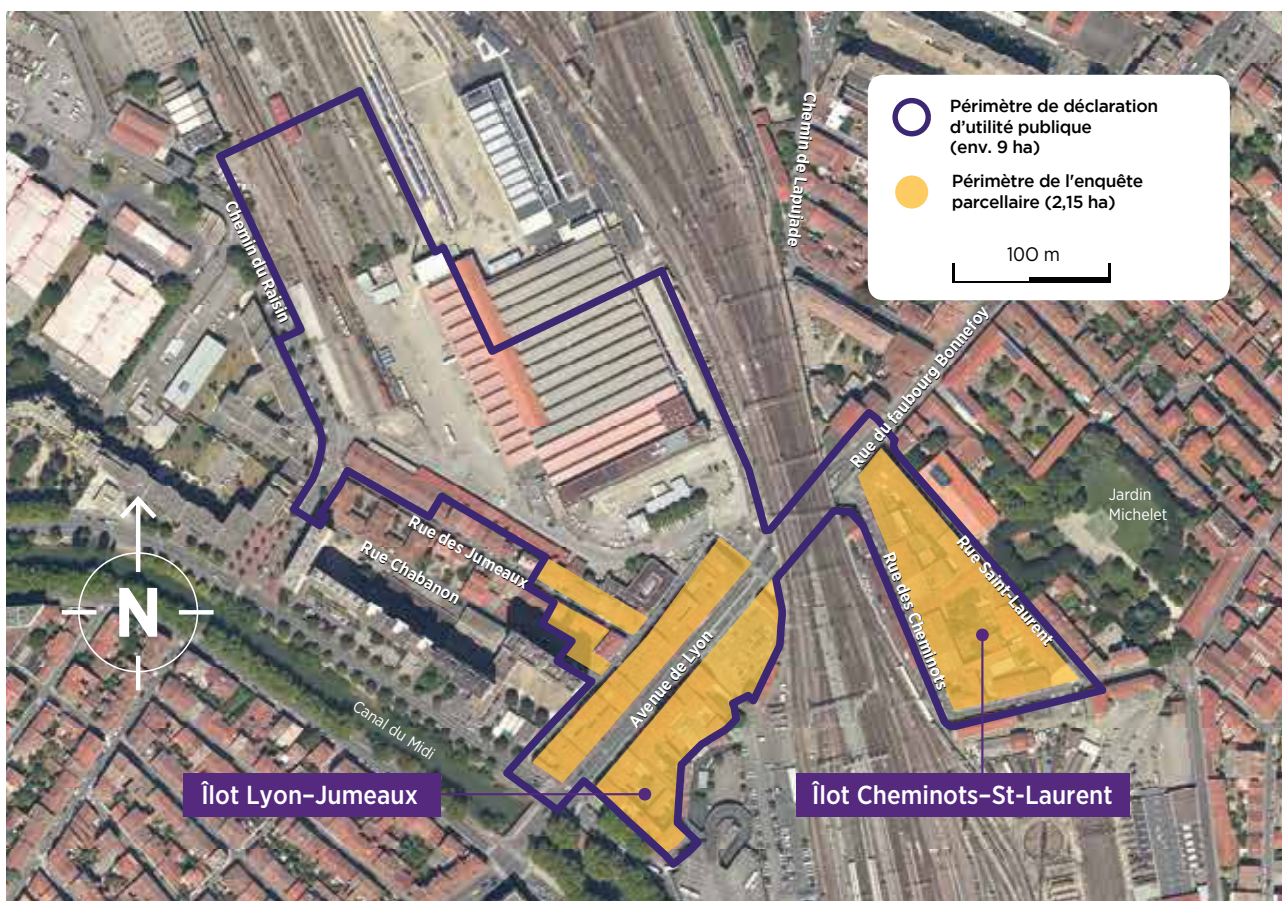 Périmètre de déclaration
d'utilité publique
(env. 9 ha)
Périmètre de l'enquête
parcellaire (2,15 ha)
100 m
Chemin de Lapujade
Chemin du Raisin
Rue du faubourg Bonnefoy
Jardin
Michelet
Rue des Jumeaux
Rue Chabanon
Rue Saint-Laurent
Rue des Cheminots
N
Avenue de Lyon
Canal du Midi
Îlot Lyon–Jumeaux
Îlot Cheminots–St-Laurent